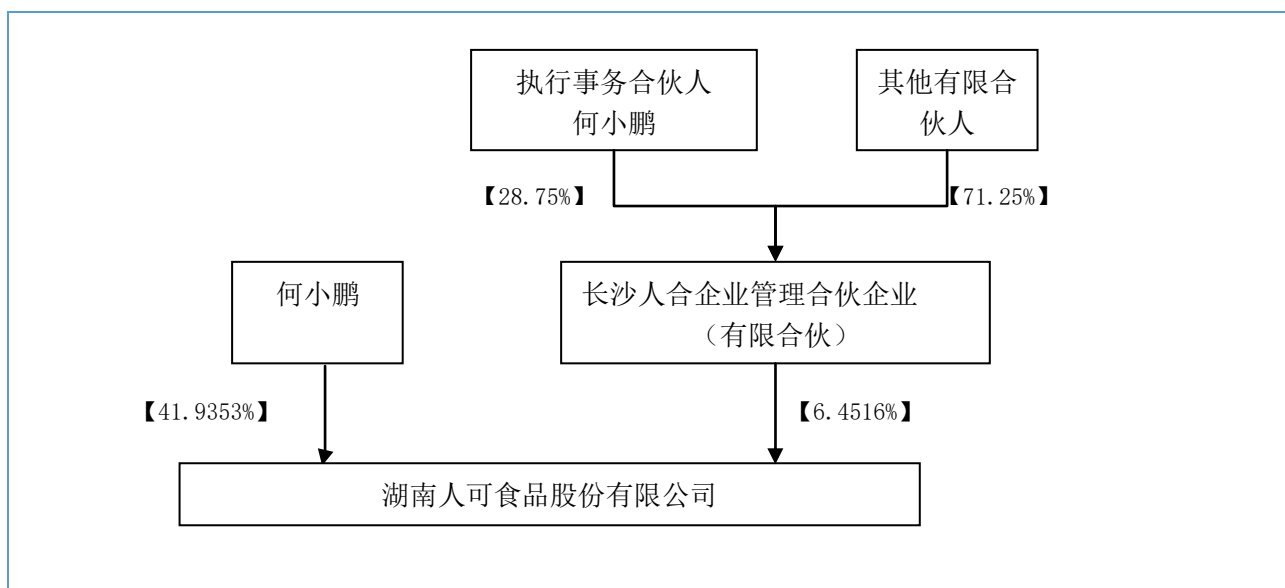 执行事务合伙人
何小鹏
其他有限合
伙人
【28.75%】
【71.25%】
何小鹏
长沙人合企业管理合伙企业
（有限合伙）
【41.9353%】
【6.4516%】
湖南人可食品股份有限公司